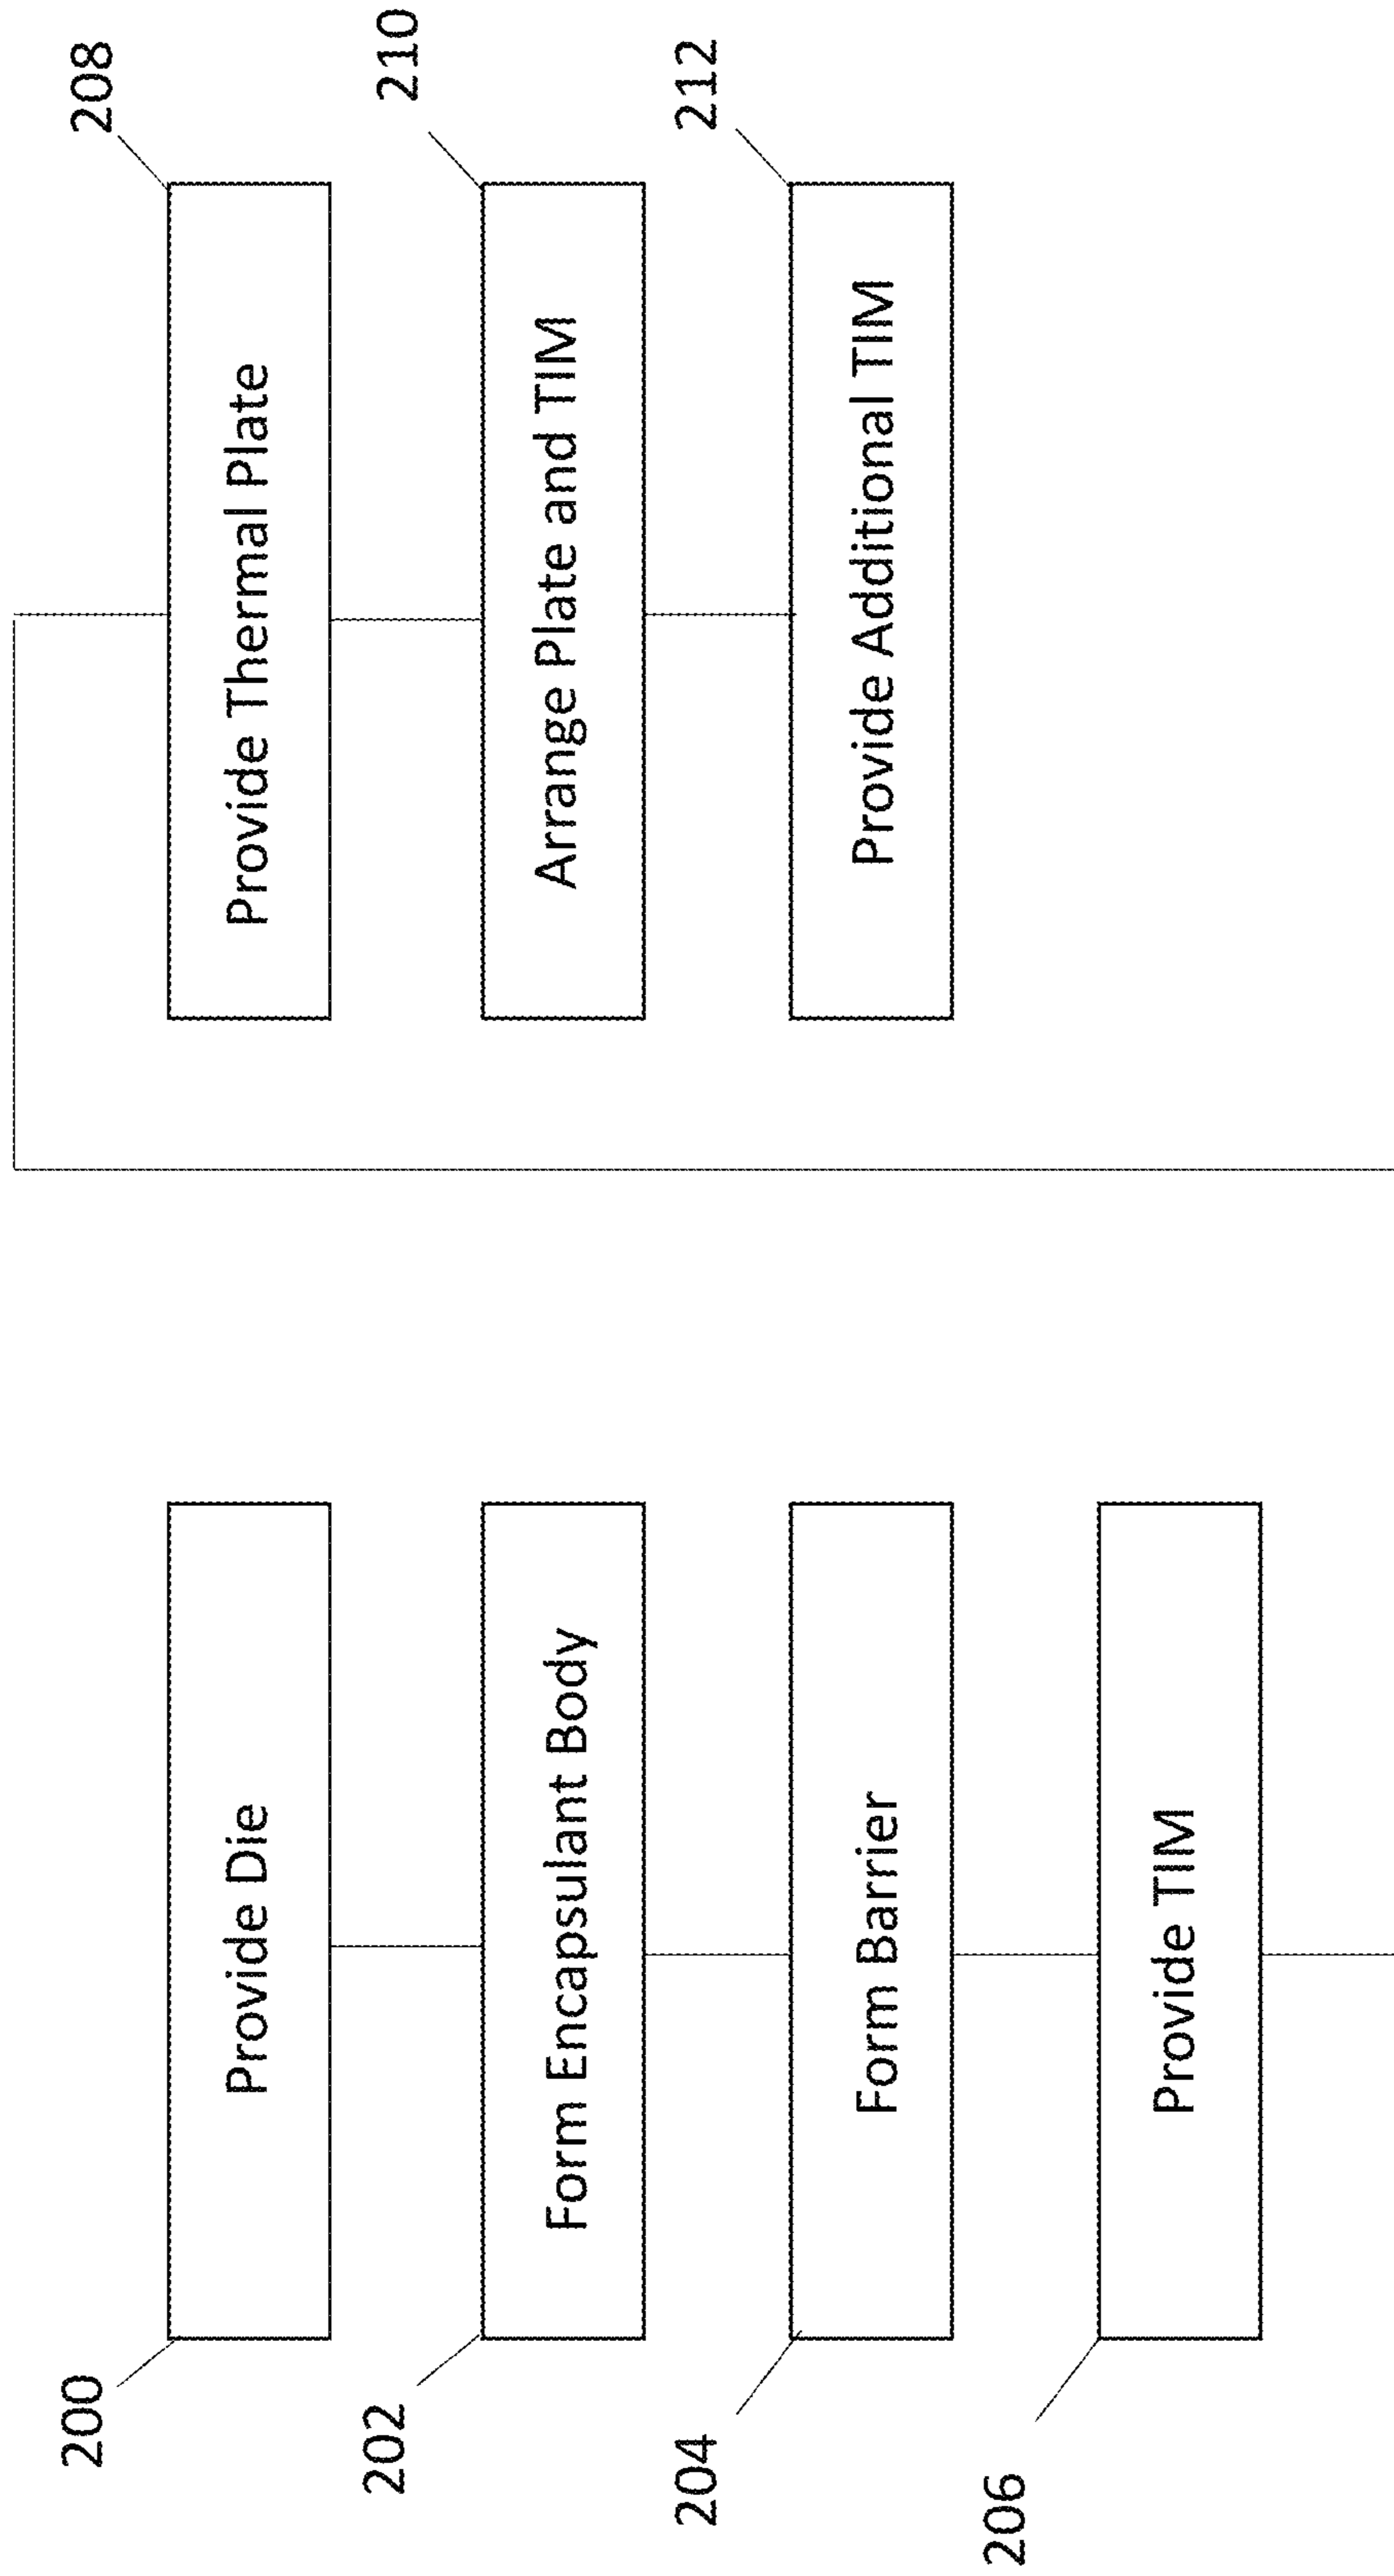 200
Provide Die
202
Form Encapsulant Body
204
Form Barrier
206
Provide TIM
208
Provide Thermal Plate
210
Arrange Plate and TIM
212
Provide Additional TIM